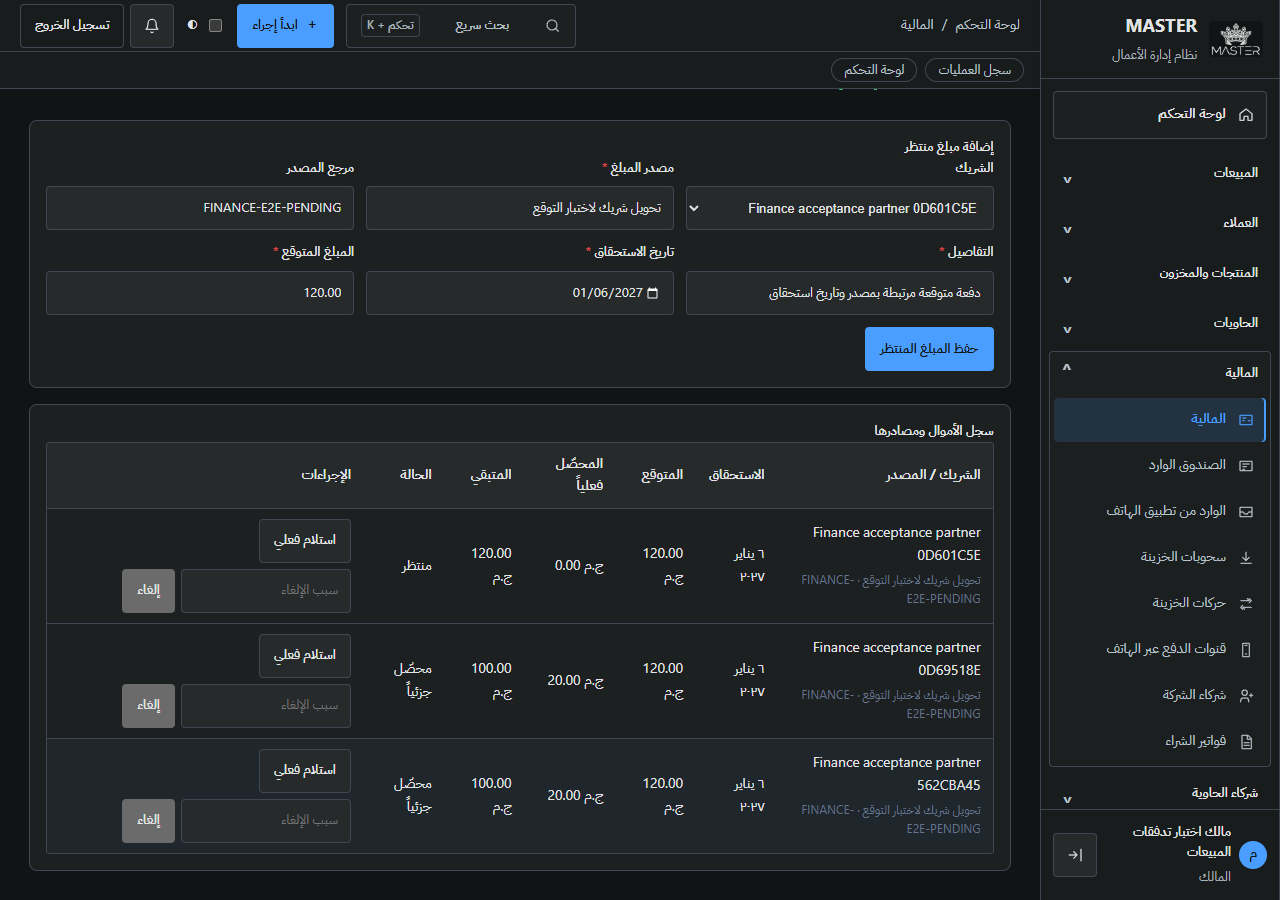 MASTER
نظام إدارة الأعمال
MASTER
لوحة التحكم / المالية
بحث سريع
تحكم + K
+ ابدأ إجراء
تسجيل الخروج
سجل العمليات
لوحة التحكم
لوحة التحكم
المبيعات
العملاء
المنتجات والمخزون
الحاويات
المالية
المالية
الصندوق الوارد
الوارد من تطبيق الهاتف
سحوبات الخزينة
حركات الخزينة
قنوات الدفع عبر الهاتف
شركاء الشركة
فواتير الشراء
شركاء الحاوية
مالك اختبار تدفقات
المبيعات
المالك
م
إضافة مبلغ منتظر
الشريك
مصدر المبلغ *
مرجع المصدر
Finance acceptance partner 0D601C5E
تحويل شريك لاختبار التوقع
FINANCE-E2E-PENDING
التفاصيل *
تاريخ الاستحقاق *
المبلغ المتوقع *
دفعة متوقعة مرتبطة بمصدر وتاريخ استحقاق
01/06/2027
120.00
حفظ المبلغ المنتظر
سجل الأموال ومصادرها
الشريك / المصدر
الاستحقاق
المتوقع
المحصّل
فعلياً
المتبقي
الحالة
الإجراءات
Finance acceptance partner
0D601C5E
تحويل شريك لاختبار التوقع · FINANCE-
E2E-PENDING
٦ يناير
٢٠٢٧
120.00
ج.م
0.00 ج.م
120.00
ج.م
منتظر
استلام فعلي
سبب الإلغاء
إلغاء
Finance acceptance partner
0D69518E
تحويل شريك لاختبار التوقع · FINANCE-
E2E-PENDING
٦ يناير
٢٠٢٧
120.00
ج.م
20.00 ج.م
100.00
ج.م
محصّل
جزئياً
استلام فعلي
سبب الإلغاء
إلغاء
Finance acceptance partner
562CBA45
تحويل شريك لاختبار التوقع · FINANCE-
E2E-PENDING
٦ يناير
٢٠٢٧
120.00
ج.م
20.00 ج.م
100.00
ج.م
محصّل
جزئياً
استلام فعلي
سبب الإلغاء
إلغاء